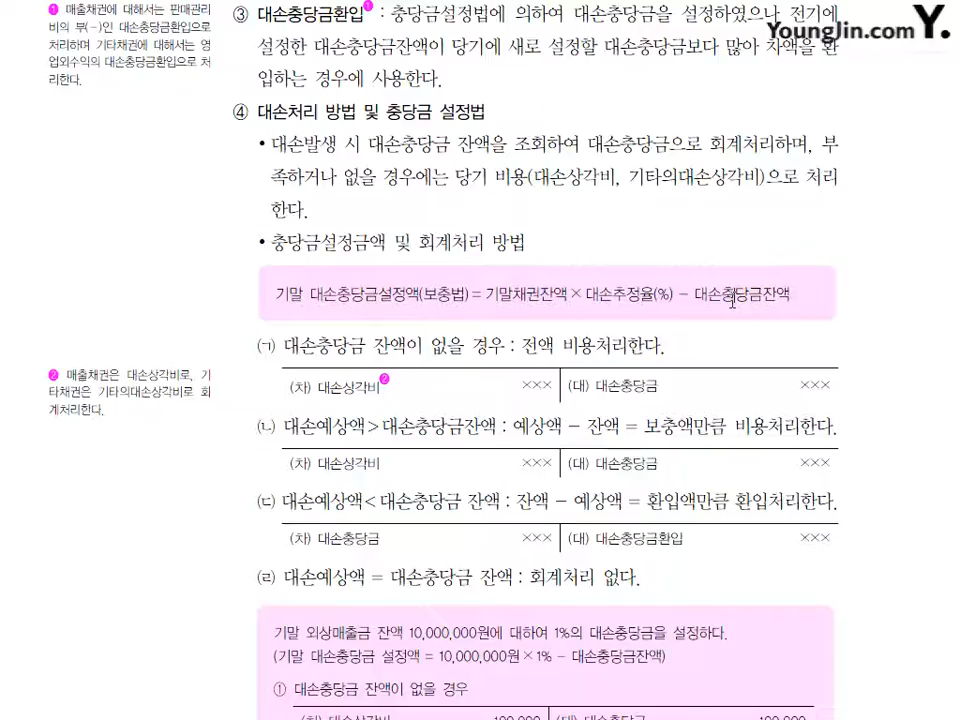 ❶ 매출채권에 대해서는 판매관리
비의 부(-)인 대손충당금환입으로
처리하며 기타채권에 대해서는 영
업외수익의 대손충당금환입으로 처
리한다.
YoungJin.com Y.
③ 대손충당금환입❶ : 충당금설정법에 의하여 대손충당금을 설정하였으나 전기에
설정한 대손충당금잔액이 당기에 새로 설정할 대손충당금보다 많아 차액을 환
입하는 경우에 사용한다.
④ 대손처리 방법 및 충당금 설정법
• 대손발생 시 대손충당금 잔액을 조회하여 대손충당금으로 회계처리하며, 부
족하거나 없을 경우에는 당기 비용(대손상각비, 기타의대손상각비)으로 처리
한다.
• 충당금설정금액 및 회계처리 방법
기말 대손충당금설정액(보충법) = 기말채권잔액 × 대손추정율(%) - 대손충당금잔액
㈀ 대손충당금 잔액이 없을 경우 : 전액 비용처리한다.
(차) 대손상각비❷ ××× (대) 대손충당금 ×××
❷ 매출채권은 대손상각비로, 기
타채권은 기타의대손상각비로 회
계처리한다.
㈁ 대손예상액 > 대손충당금잔액 : 예상액 - 잔액 = 보충액만큼 비용처리한다.
(차) 대손상각비 ××× (대) 대손충당금 ×××
㈂ 대손예상액 < 대손충당금 잔액 : 잔액 - 예상액 = 환입액만큼 환입처리한다.
(차) 대손충당금 ××× (대) 대손충당금환입 ×××
㈃ 대손예상액 = 대손충당금 잔액 : 회계처리 없다.
기말 외상매출금 잔액 10,000,000원에 대하여 1%의 대손충당금을 설정하다.
(기말 대손충당금 설정액 = 10,000,000원 × 1% - 대손충당금잔액)
① 대손충당금 잔액이 없을 경우
(차) 대손상각비 100,000 (대) 대손충당금 100,000